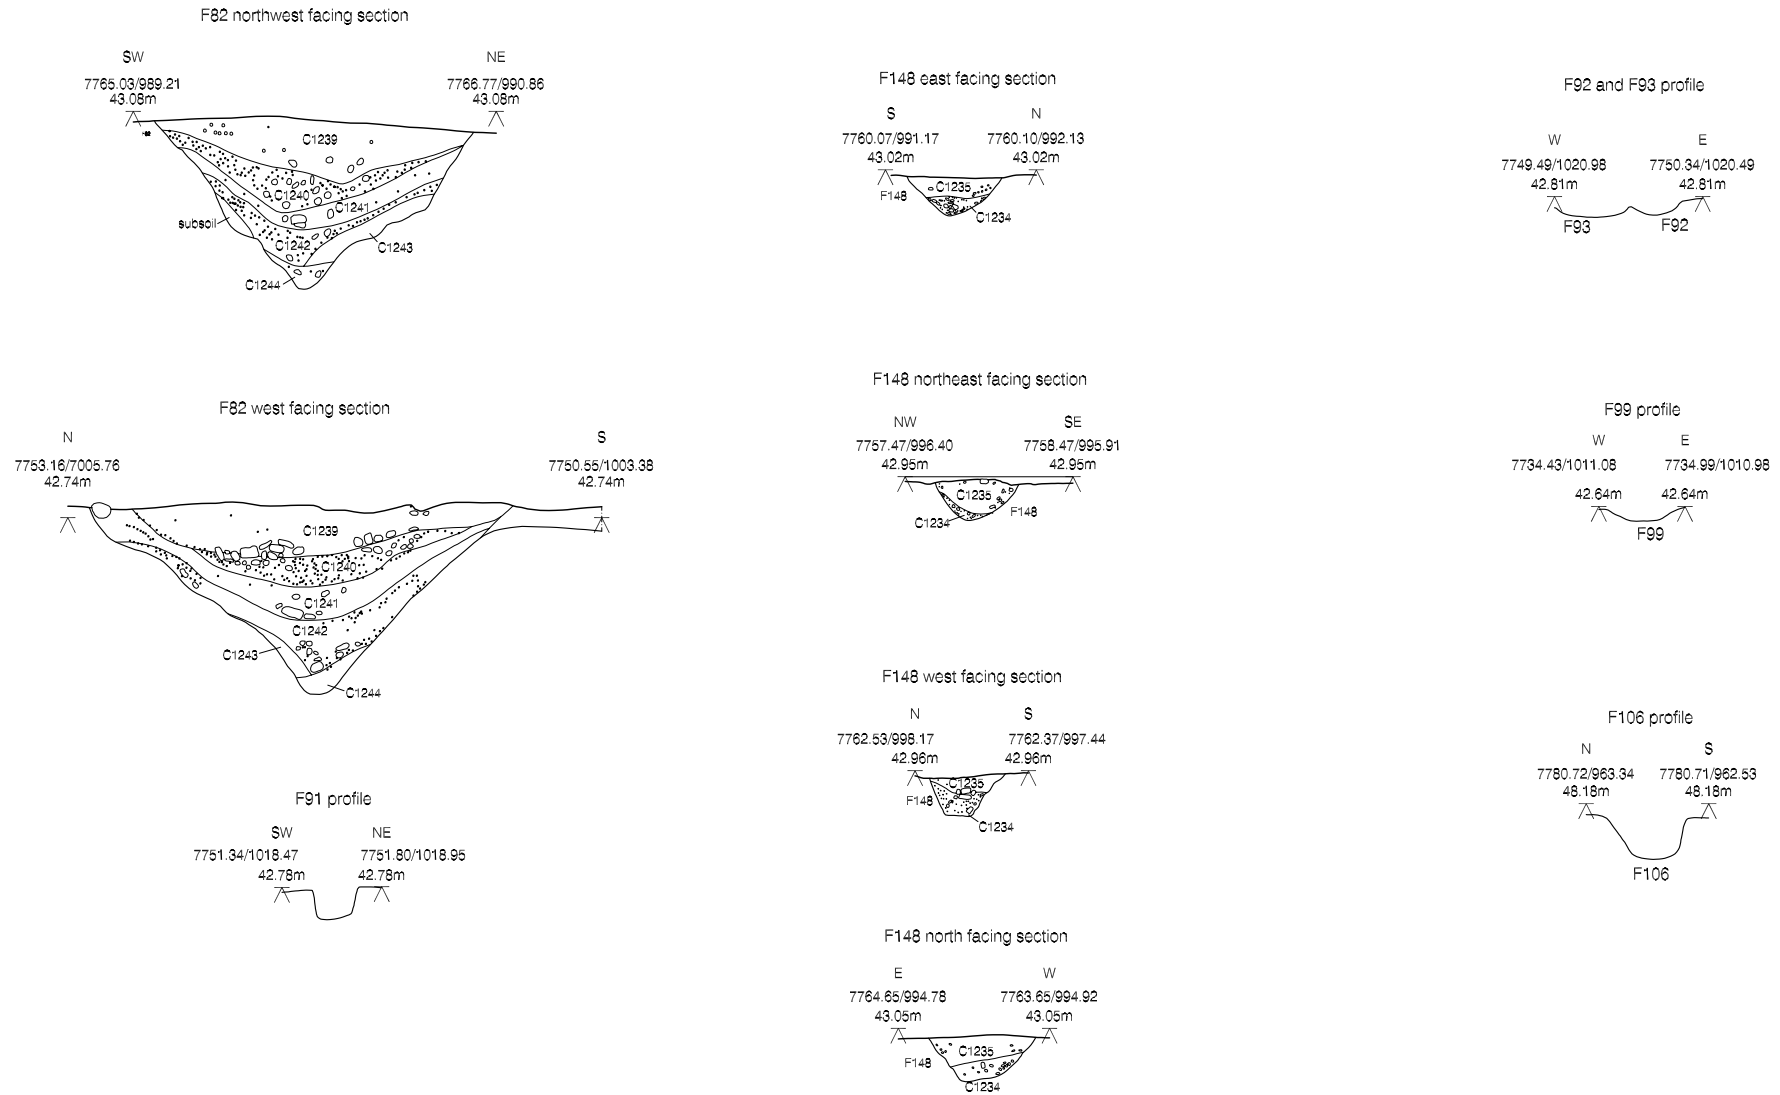 F82 northwest facing section
SW NE
7765.03/989.21 7766.77/990.86
43.08m 43.08m
C1239
C1240
C1241
subsoil
C1242
C1243
C1244
F82 west facing section
N S
7753.16/7005.76 7750.55/1003.38
42.74m 42.74m
C1239
C1240
C1241
C1242
C1243
C1244
F91 profile
SW NE
7751.34/1018.47 7751.80/1018.95
42.78m 42.78m
F148 east facing section
S N
7760.07/991.17 7760.10/992.13
43.02m 43.02m
C1235
F148
C1234
F148 northeast facing section
NW SE
7757.47/996.40 7758.47/995.91
42.95m 42.95m
C1235
F148
C1234
F148 west facing section
N S
7762.53/998.17 7762.37/997.44
42.96m 42.96m
C1235
F148
C1234
F148 north facing section
E W
7764.65/994.78 7763.65/994.92
43.05m 43.05m
C1235
F148
C1234
F92 and F93 profile
W E
7749.49/1020.98 7750.34/1020.49
42.81m 42.81m
F93 F92
F99 profile
W E
7734.43/1011.08 7734.99/1010.98
42.64m 42.64m
F99
F106 profile
N S
7780.72/963.34 7780.71/962.53
48.18m 48.18m
F106